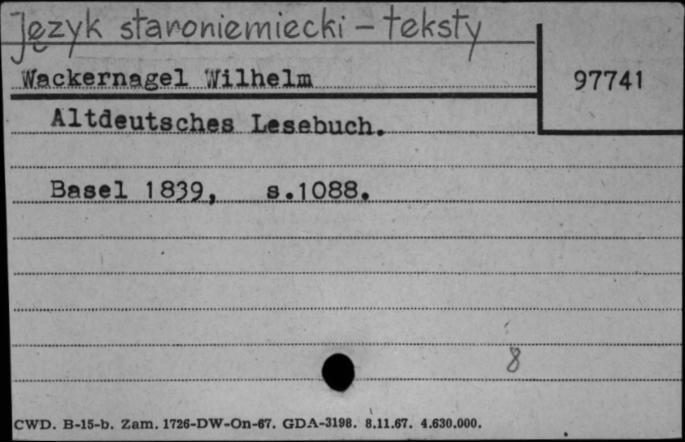 Język staroniemiecki - teksty
Wackernagel Wilhelm
97741
Altdeutsches Lesebuch.
Basel 1839, s.1088.
8
CWD. B-15-b. Zam. 1726-DW-On-67. GDA-3198. 8.11.67. 4.630.000.